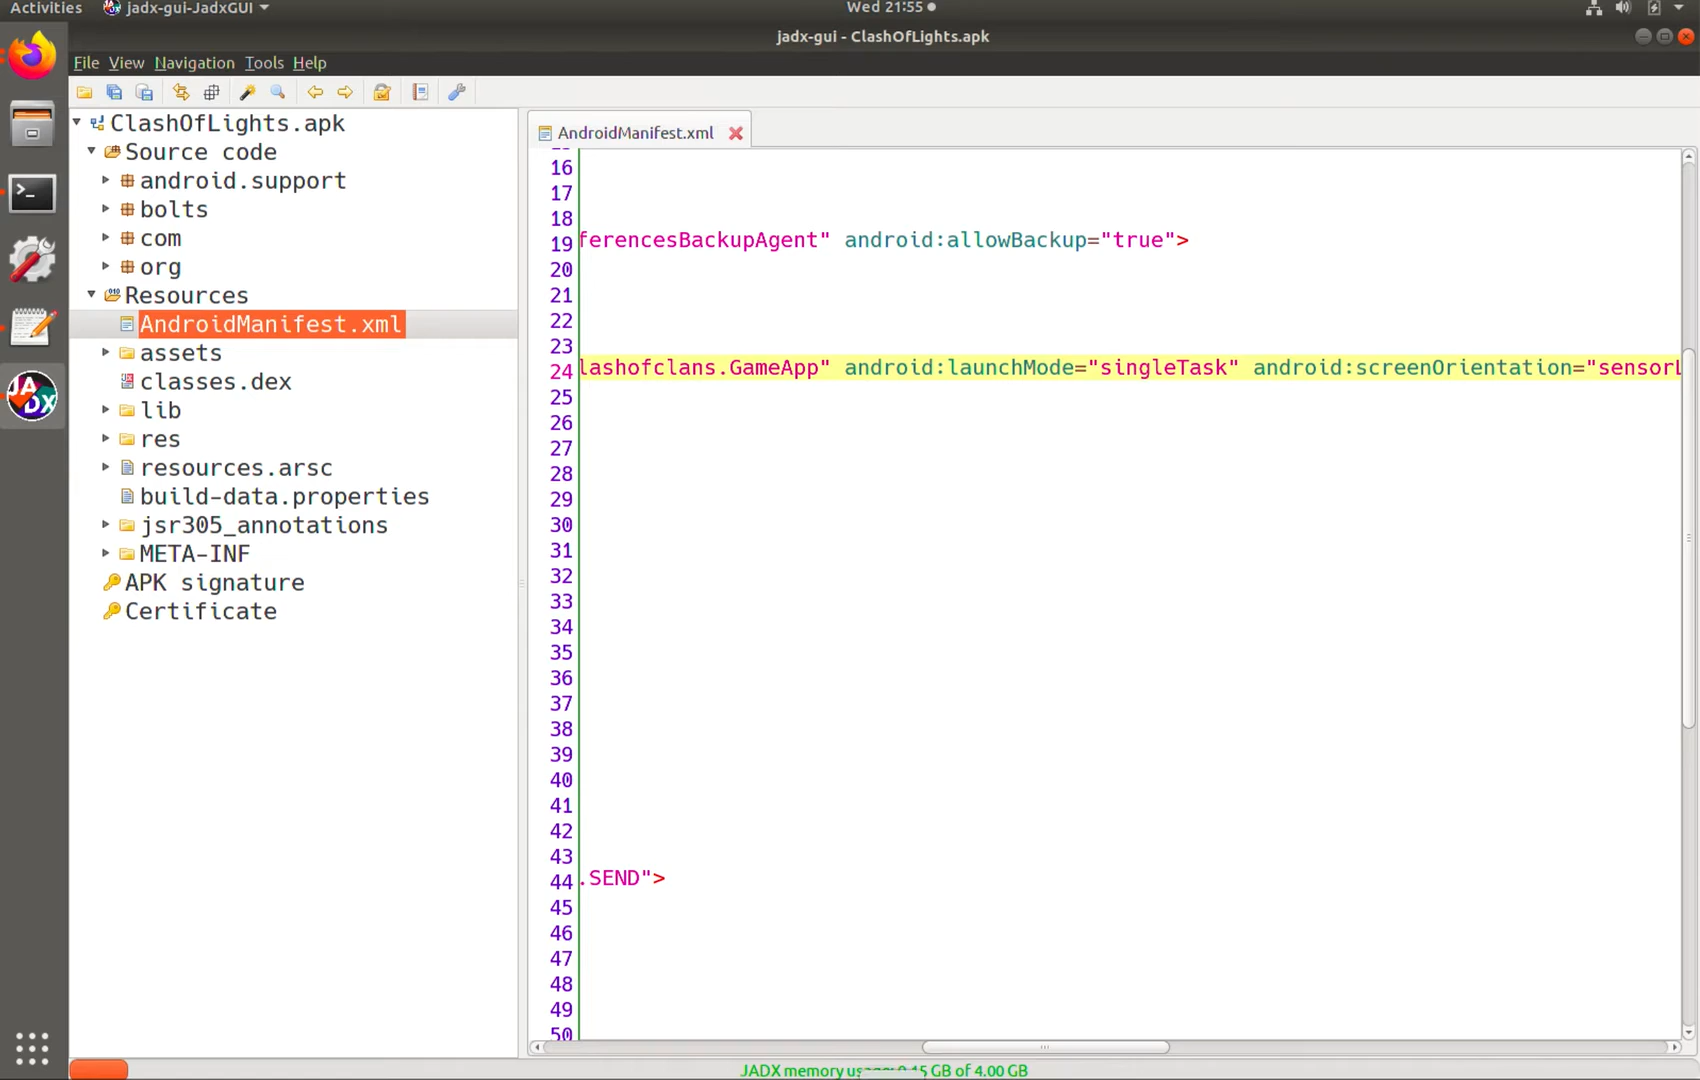 Activities jadx-gui-JadxGUI Wed 21:55
jadx-gui - ClashOfLights.apk
File View Navigation Tools Help
ClashOfLights.apk
Source code
android.support
bolts
com
org
Resources
AndroidManifest.xml
assets
classes.dex
lib
res
resources.arsc
build-data.properties
jsr305_annotations
META-INF
APK signature
Certificate
AndroidManifest.xml
16
17
18
19 ferencesBackupAgent" android:allowBackup="true">
20
21
22
23
24 lashofclans.GameApp" android:launchMode="singleTask" android:screenOrientation="sensorL
25
26
27
28
29
30
31
32
33
34
35
36
37
38
39
40
41
42
43
44 .SEND">
45
46
47
48
49
50
JADX memory usage: 0.15 GB of 4.00 GB